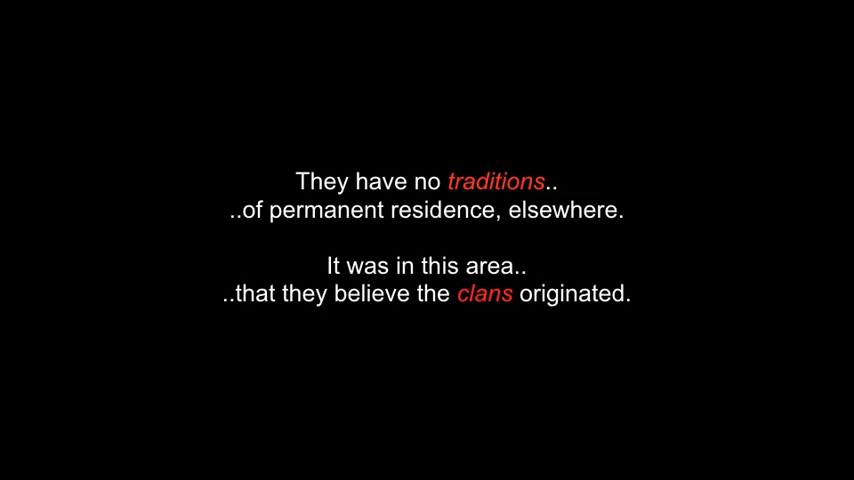 They have no traditions..
..of permanent residence, elsewhere.
It was in this area..
..that they believe the clans originated.